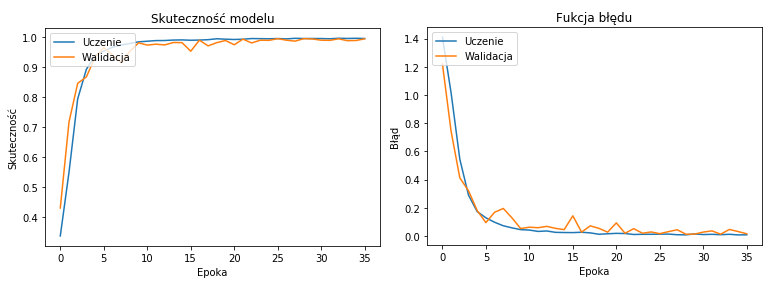 Skuteczność modelu
Uczenie
Walidacja
1.0
0.9
0.8
0.7
0.6
0.5
0.4
Skuteczność
0 5 10 15 20 25 30 35
Epoka
Fukcja błędu
Uczenie
Walidacja
1.4
1.2
1.0
0.8
0.6
0.4
0.2
0.0
Błąd
0 5 10 15 20 25 30 35
Epoka